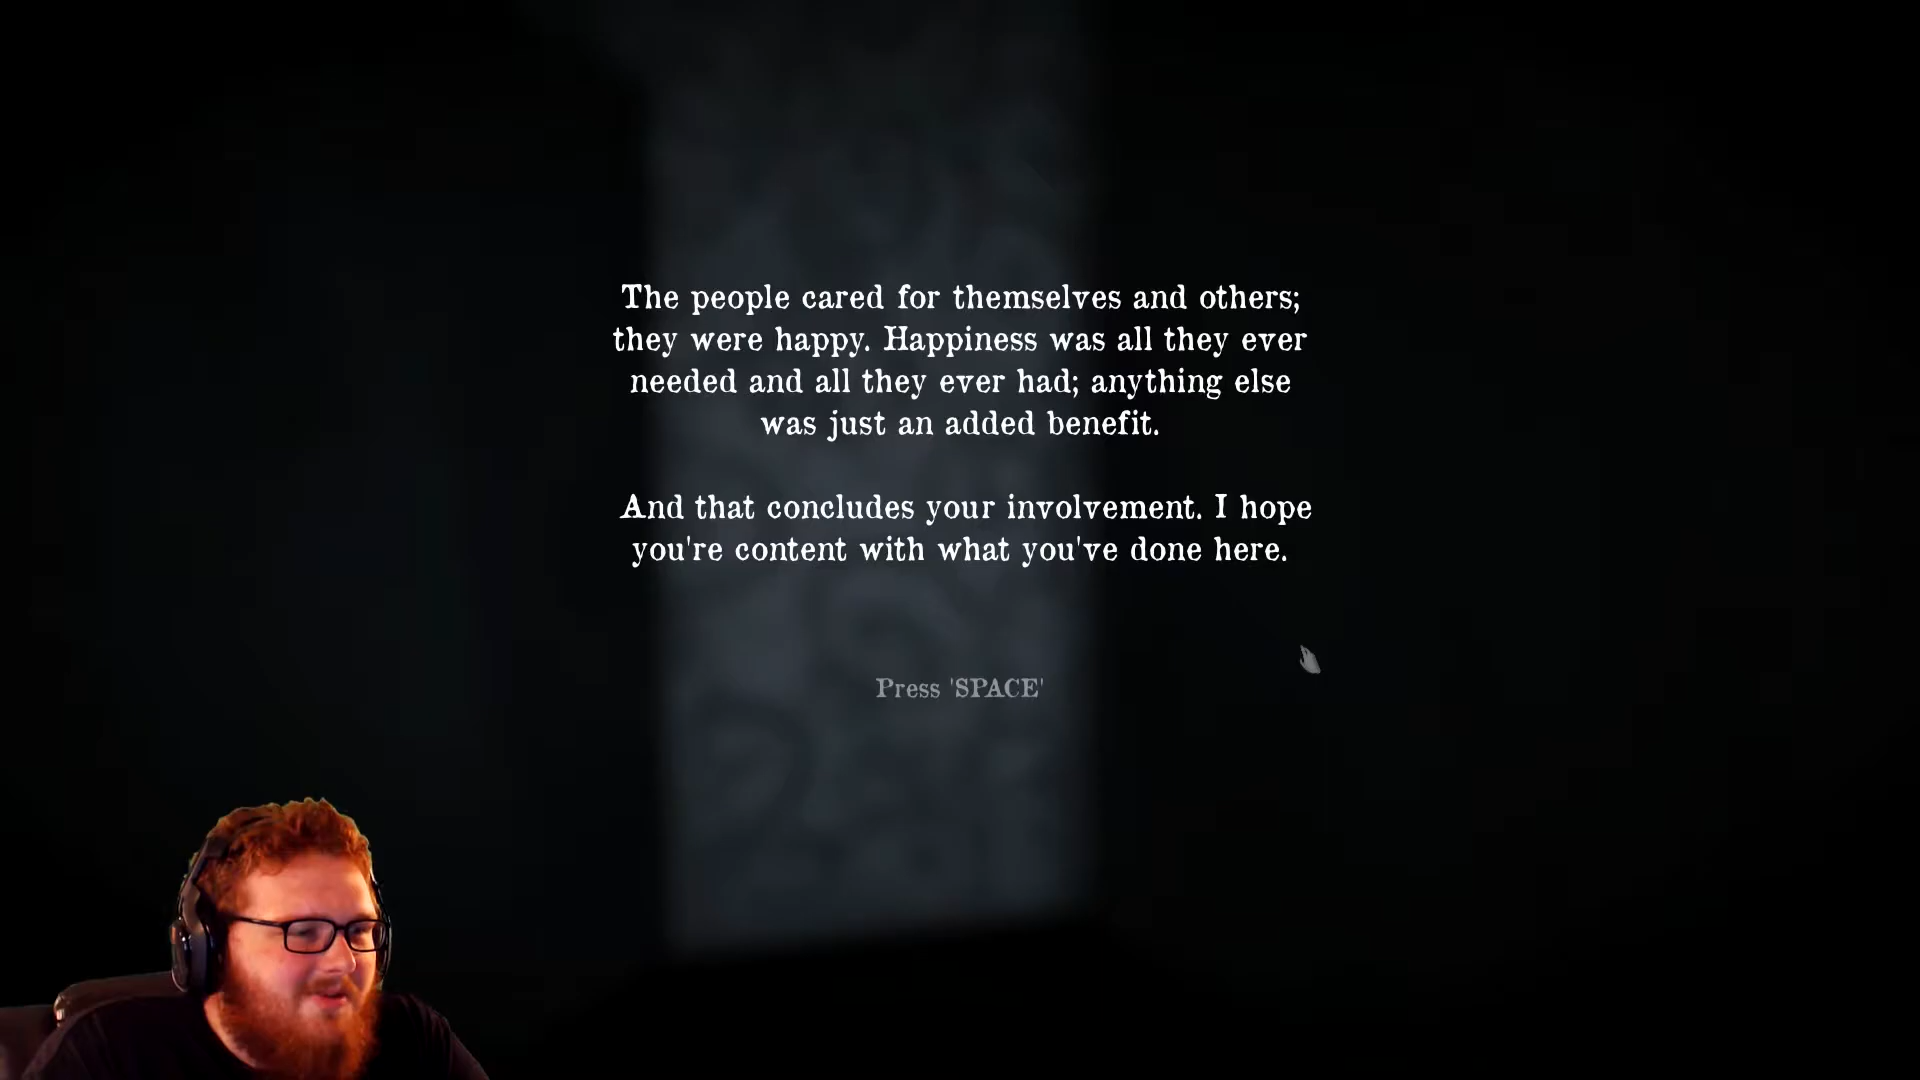 The people cared for themselves and others;
they were happy. Happiness was all they ever
needed and all they ever had; anything else
was just an added benefit.
And that concludes your involvement. I hope
you're content with what you've done here.
Press 'SPACE'